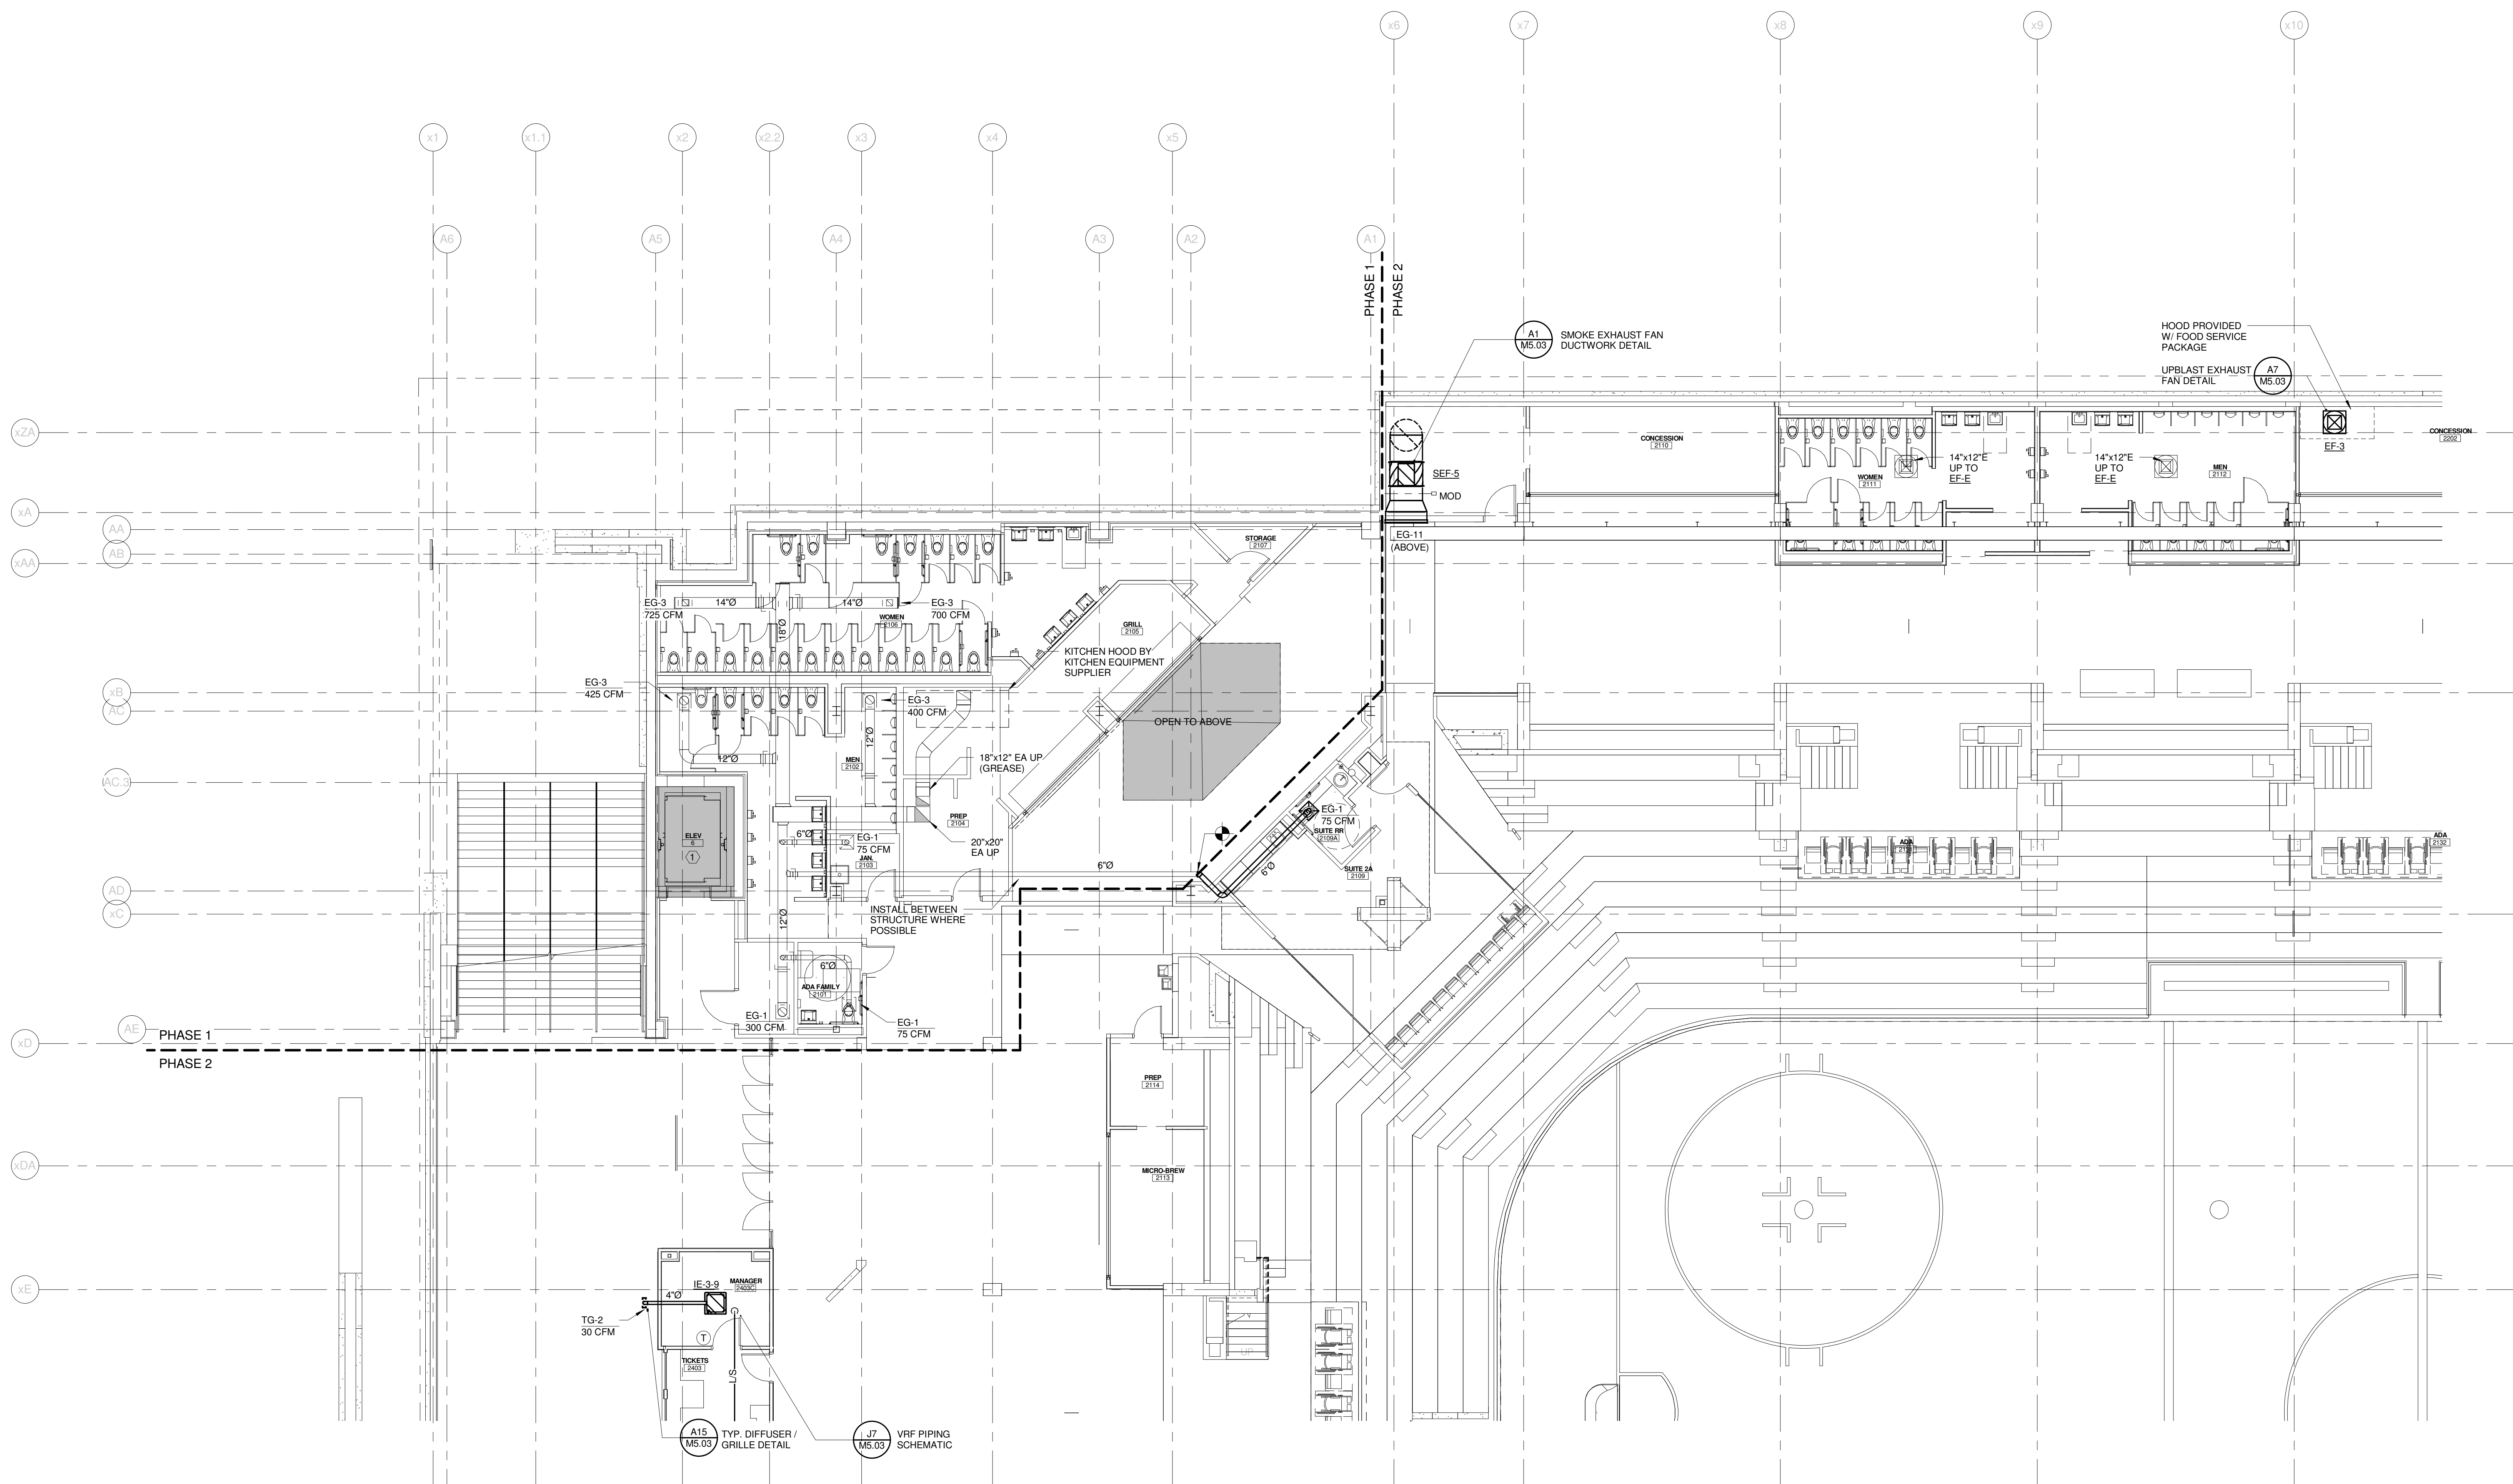 x6
x7
x8
x9
x10
x1
x1.1
x2
x2.2
x3
x4
x5
A6
A5
A4
A3
A2
A1
PHASE 1
PHASE 2
A1
M5.03
SMOKE EXHAUST FAN
DUCTWORK DETAIL
HOOD PROVIDED
W/ FOOD SERVICE
PACKAGE
UPBLAST EXHAUST
FAN DETAIL
A7
M5.03
xZA
CONCESSION
2110
CONCESSION
2202
EF-3
SEF-5
MOD
14"x12"E
UP TO
EF-E
WOMEN
2111
14"x12"E
UP TO
EF-E
MEN
2112
xA
AA
AB
xAA
EG-11
(ABOVE)
STORAGE
2107
EG-3
725 CFM
14"Ø
14"Ø
EG-3
700 CFM
WOMEN
2106
18"Ø
GRILL
2105
KITCHEN HOOD BY
KITCHEN EQUIPMENT
SUPPLIER
EG-3
425 CFM
xB
AC
EG-3
400 CFM
OPEN TO ABOVE
12"Ø
12"Ø
MEN
2102
18"x12" EA UP
(GREASE)
AC.3
PREP
2104
EG-1
75 CFM
SUITE RR
2109A
ELEV
6
1
6"Ø
EG-1
75 CFM
JAN.
2103
20"x20"
EA UP
6"Ø
6"Ø
SUITE 2A
2109
ADA
ADA
2132
AD
xC
12"Ø
INSTALL BETWEEN
STRUCTURE WHERE
POSSIBLE
6"Ø
ADA FAMILY
2101
EG-1
300 CFM
EG-1
75 CFM
AE
xD
PHASE 1
PHASE 2
PREP
2114
xDA
MICRO-BREW
2113
xE
IE-3-9
MANAGER
2403C
4"Ø
TG-2
30 CFM
T
TICKETS
2403
L/S
UP
A15
M5.03
TYP. DIFFUSER /
GRILLE DETAIL
J7
M5.03
VRF PIPING
SCHEMATIC